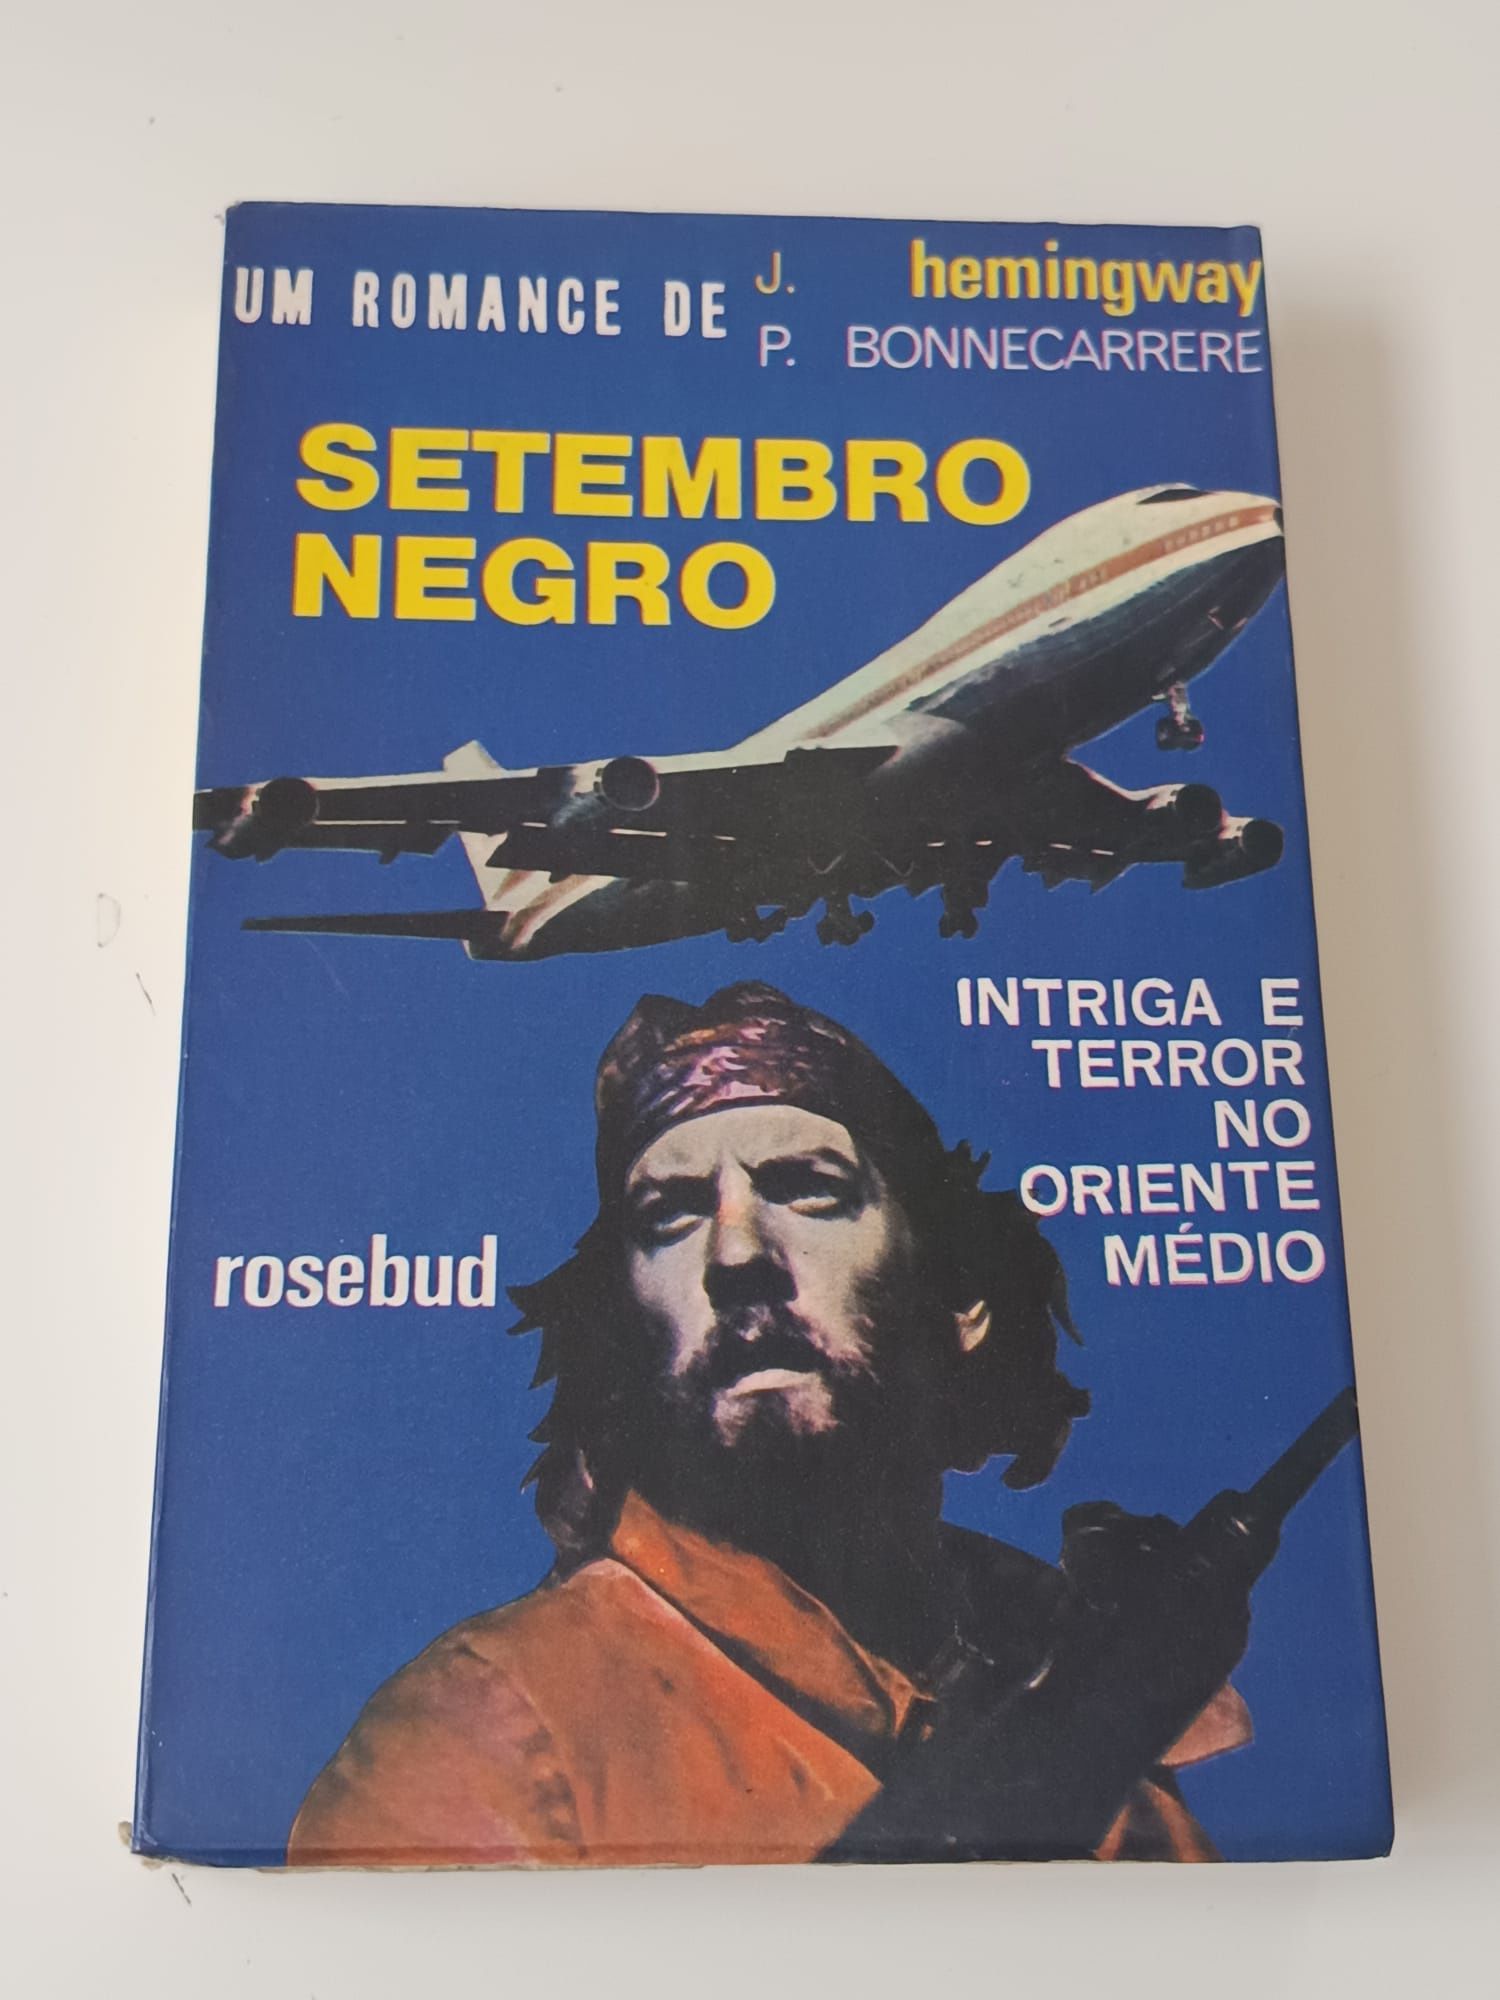 UM ROMANCE DE J. hemingway
P. BONNECARRERE
SETEMBRO
NEGRO
INTRIGA E
TERROR
NO
ORIENTE
MÉDIO
rosebud